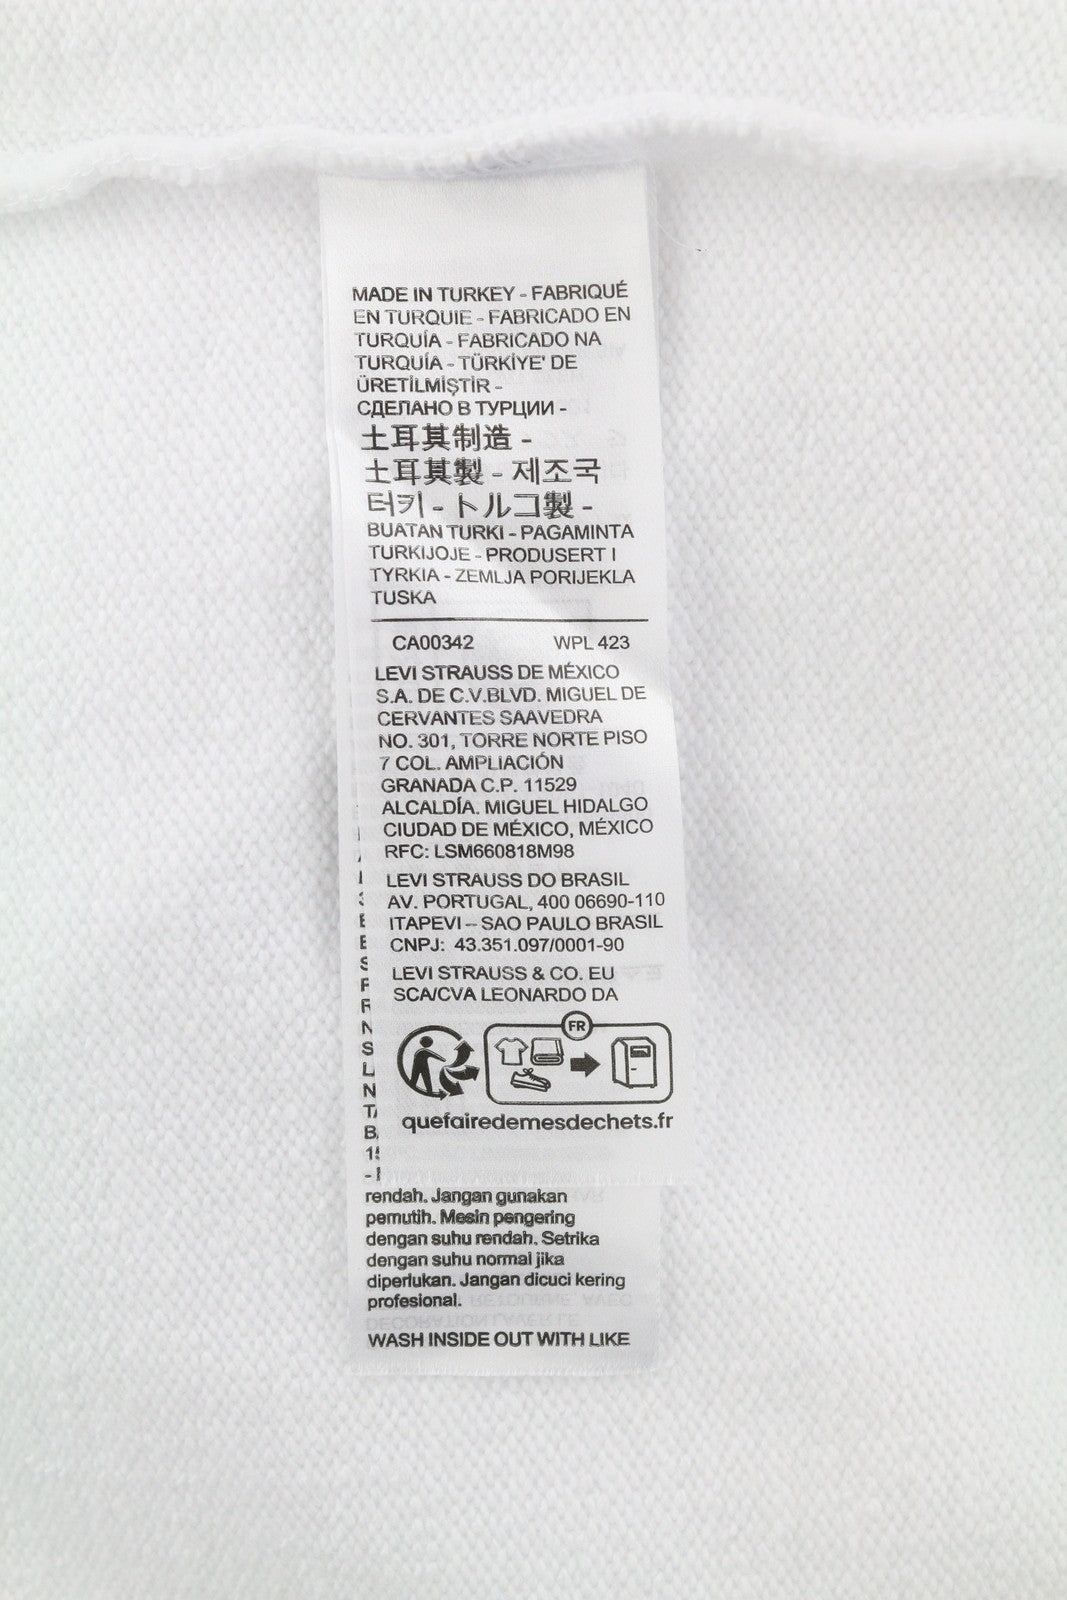 MADE IN TURKEY - FABRIQUÉ
EN TURQUIE - FABRICADO EN
TURQUÍA - FABRICADO NA
TURQUÍA - TÜRKİYE' DE
ÜRETİLMİŞTİR -
СДЕЛАНО В ТУРЦИИ -
土耳其制造 -
土耳其製 - 제조국
터키 - トルコ製 -
BUATAN TURKI - PAGAMINTA
TURKIJOJE - PRODUSERT I
TYRKIA - ZEMLJA PORIJEKLA
TUSKA
CA00342 WPL 423
LEVI STRAUSS DE MÉXICO
S.A. DE C.V.BLVD. MIGUEL DE
CERVANTES SAAVEDRA
NO. 301, TORRE NORTE PISO
7 COL. AMPLIACIÓN
GRANADA C.P. 11529
ALCALDÍA. MIGUEL HIDALGO
CIUDAD DE MÉXICO, MÉXICO
RFC: LSM660818M98
LEVI STRAUSS DO BRASIL
AV. PORTUGAL, 400 06690-110
ITAPEVI – SAO PAULO BRASIL
CNPJ: 43.351.097/0001-90
LEVI STRAUSS & CO. EU
SCA/CVA LEONARDO DA
FR
quefairedemesdechets.fr
rendah. Jangan gunakan
pemutih. Mesin pengering
dengan suhu rendah. Setrika
dengan suhu normal jika
diperlukan. Jangan dicuci kering
profesional.
WASH INSIDE OUT WITH LIKE